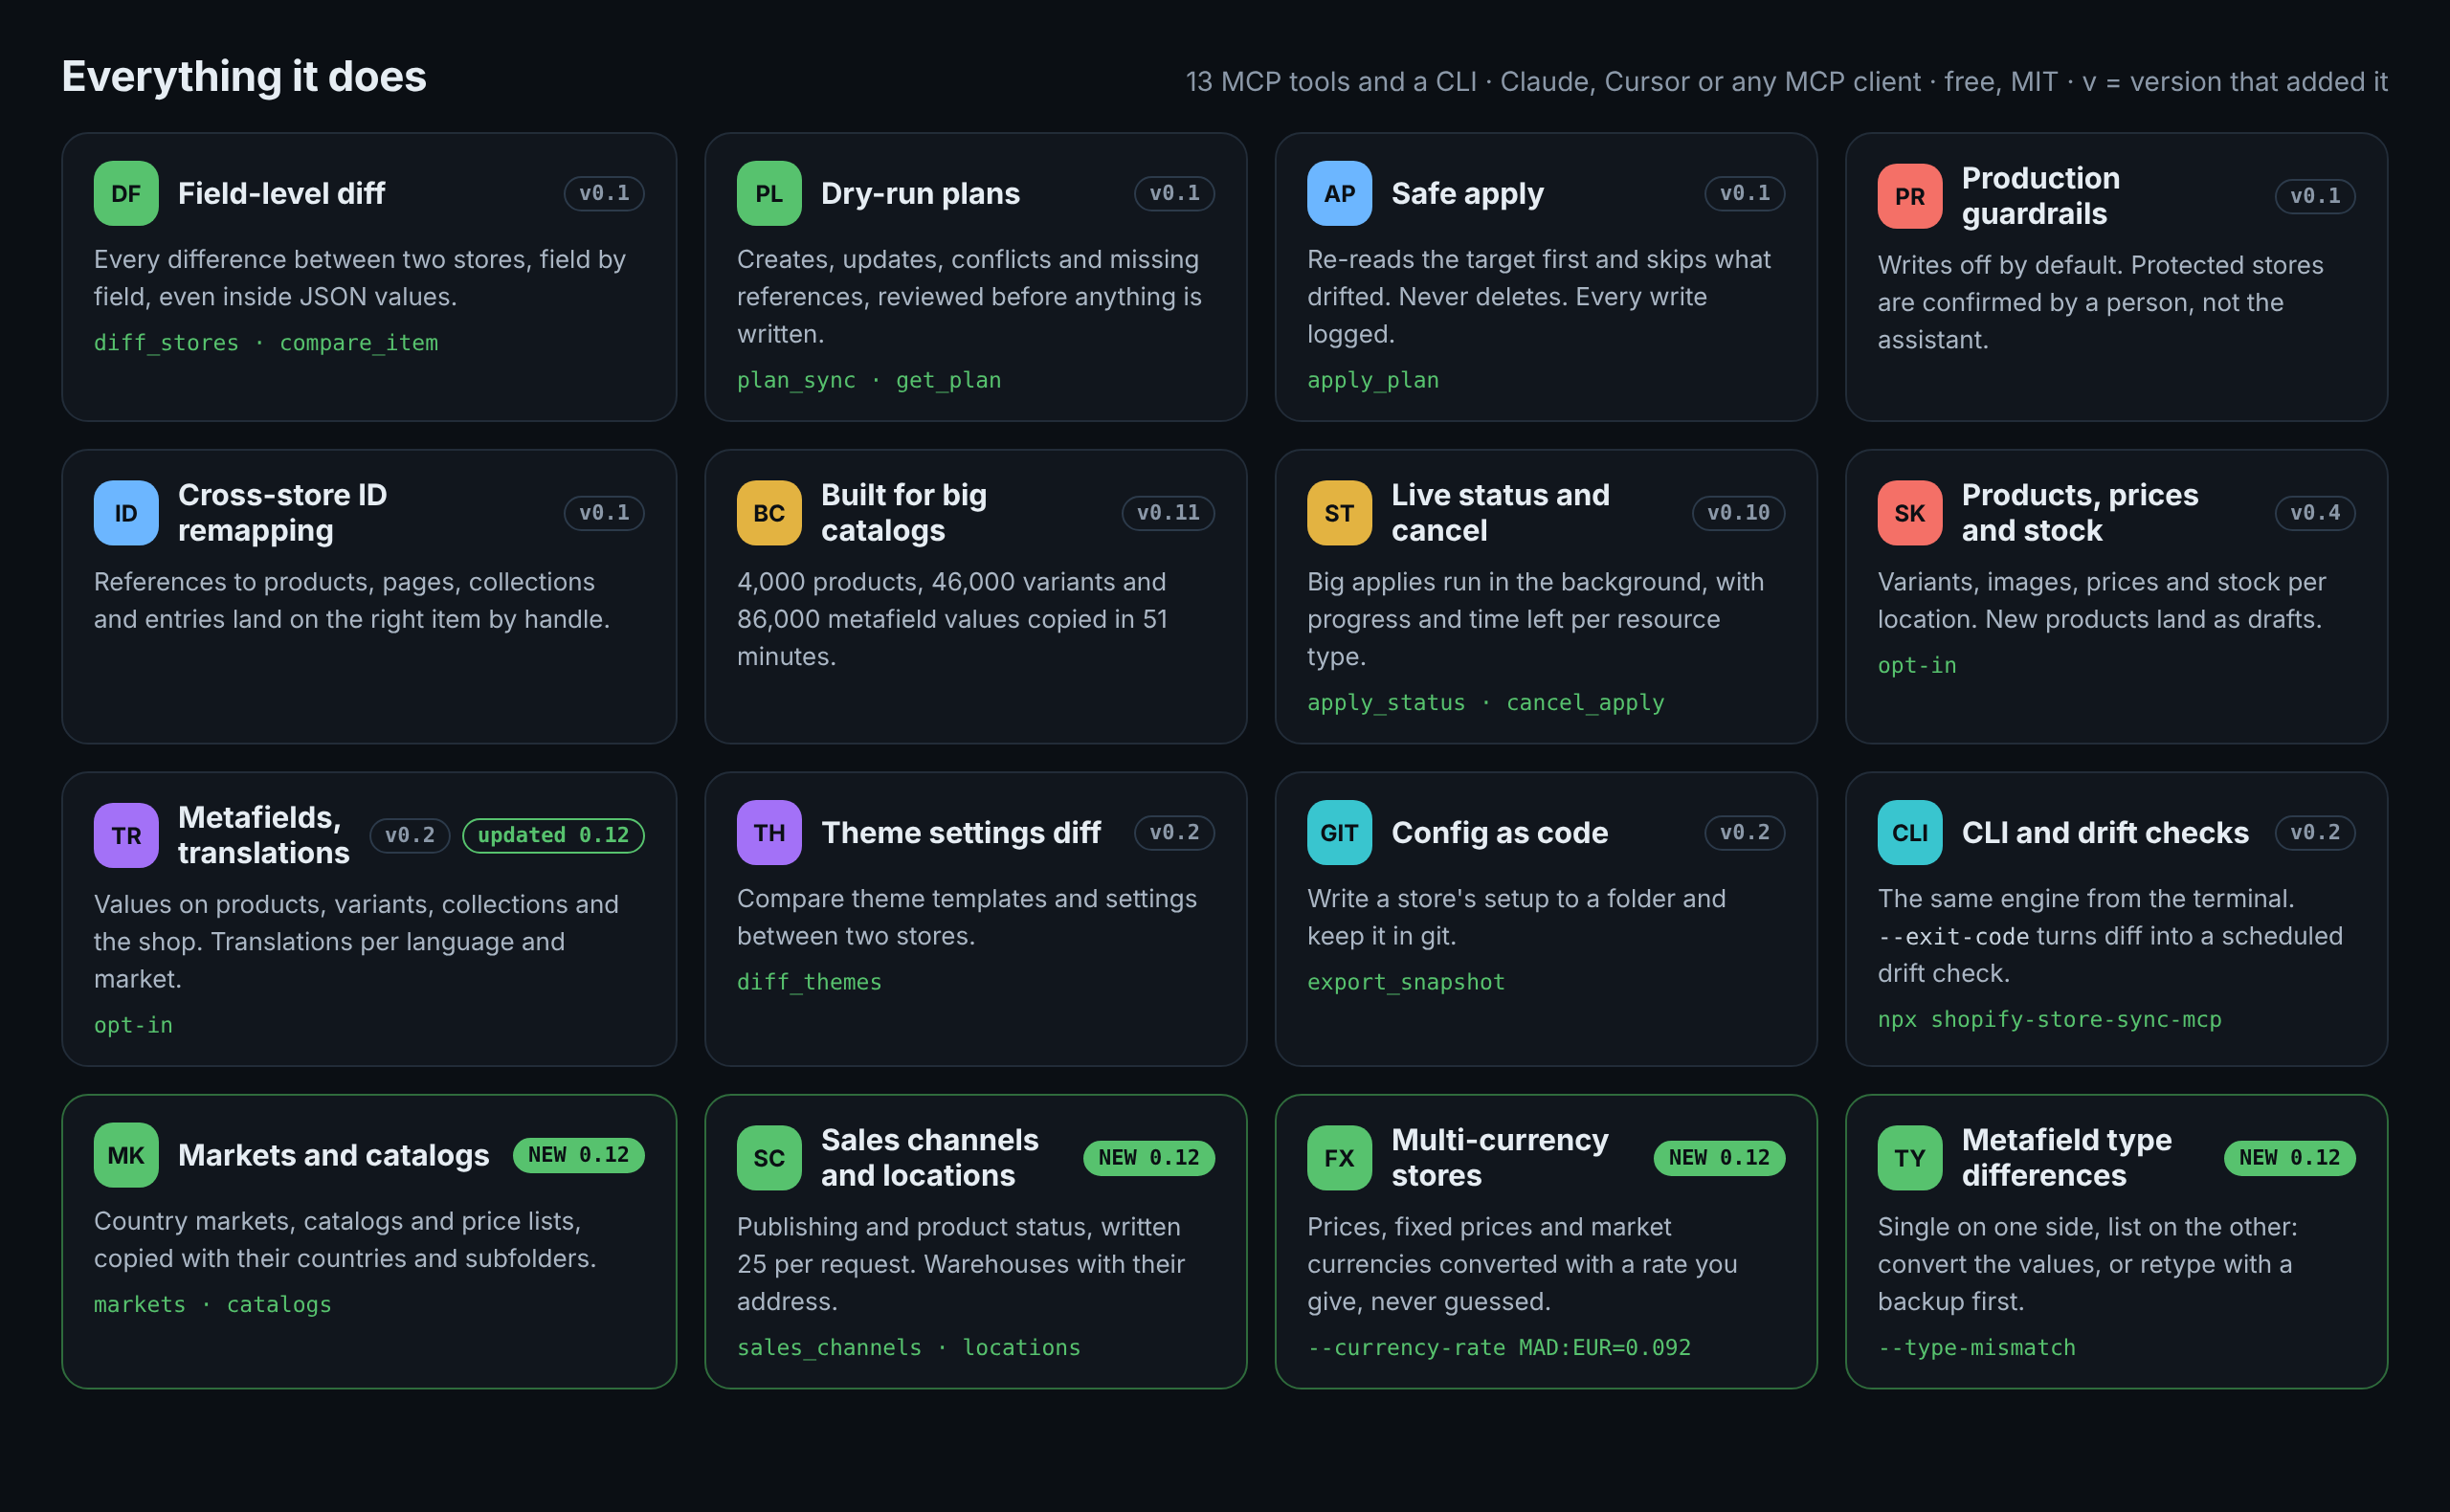 Everything it does
13 MCP tools and a CLI · Claude, Cursor or any MCP client · free, MIT · v = version that added it
DF
Field-level diff
v0.1
Every difference between two stores, field by
field, even inside JSON values.
diff_stores · compare_item
PL
Dry-run plans
v0.1
Creates, updates, conflicts and missing
references, reviewed before anything is
written.
plan_sync · get_plan
AP
Safe apply
v0.1
Re-reads the target first and skips what
drifted. Never deletes. Every write
logged.
apply_plan
PR
Production
guardrails
v0.1
Writes off by default. Protected stores
are confirmed by a person, not the
assistant.
ID
Cross-store ID
remapping
v0.1
References to products, pages, collections
and entries land on the right item by handle.
BC
Built for big
catalogs
v0.11
4,000 products, 46,000 variants and
86,000 metafield values copied in 51
minutes.
ST
Live status and
cancel
v0.10
Big applies run in the background, with
progress and time left per resource
type.
apply_status · cancel_apply
SK
Products, prices
and stock
v0.4
Variants, images, prices and stock per
location. New products land as drafts.
opt-in
TR
Metafields,
translations
v0.2
updated 0.12
Values on products, variants, collections and
the shop. Translations per language and
market.
opt-in
TH
Theme settings diff
v0.2
Compare theme templates and settings
between two stores.
diff_themes
GIT
Config as code
v0.2
Write a store's setup to a folder and
keep it in git.
export_snapshot
CLI
CLI and drift checks
v0.2
The same engine from the terminal.
--exit-code turns diff into a scheduled
drift check.
npx shopify-store-sync-mcp
MK
Markets and catalogs
NEW 0.12
Country markets, catalogs and price lists,
copied with their countries and subfolders.
markets · catalogs
SC
Sales channels
and locations
NEW 0.12
Publishing and product status, written
25 per request. Warehouses with their
address.
sales_channels · locations
FX
Multi-currency
stores
NEW 0.12
Prices, fixed prices and market
currencies converted with a rate you
give, never guessed.
--currency-rate MAD:EUR=0.092
TY
Metafield type
differences
NEW 0.12
Single on one side, list on the other:
convert the values, or retype with a
backup first.
--type-mismatch